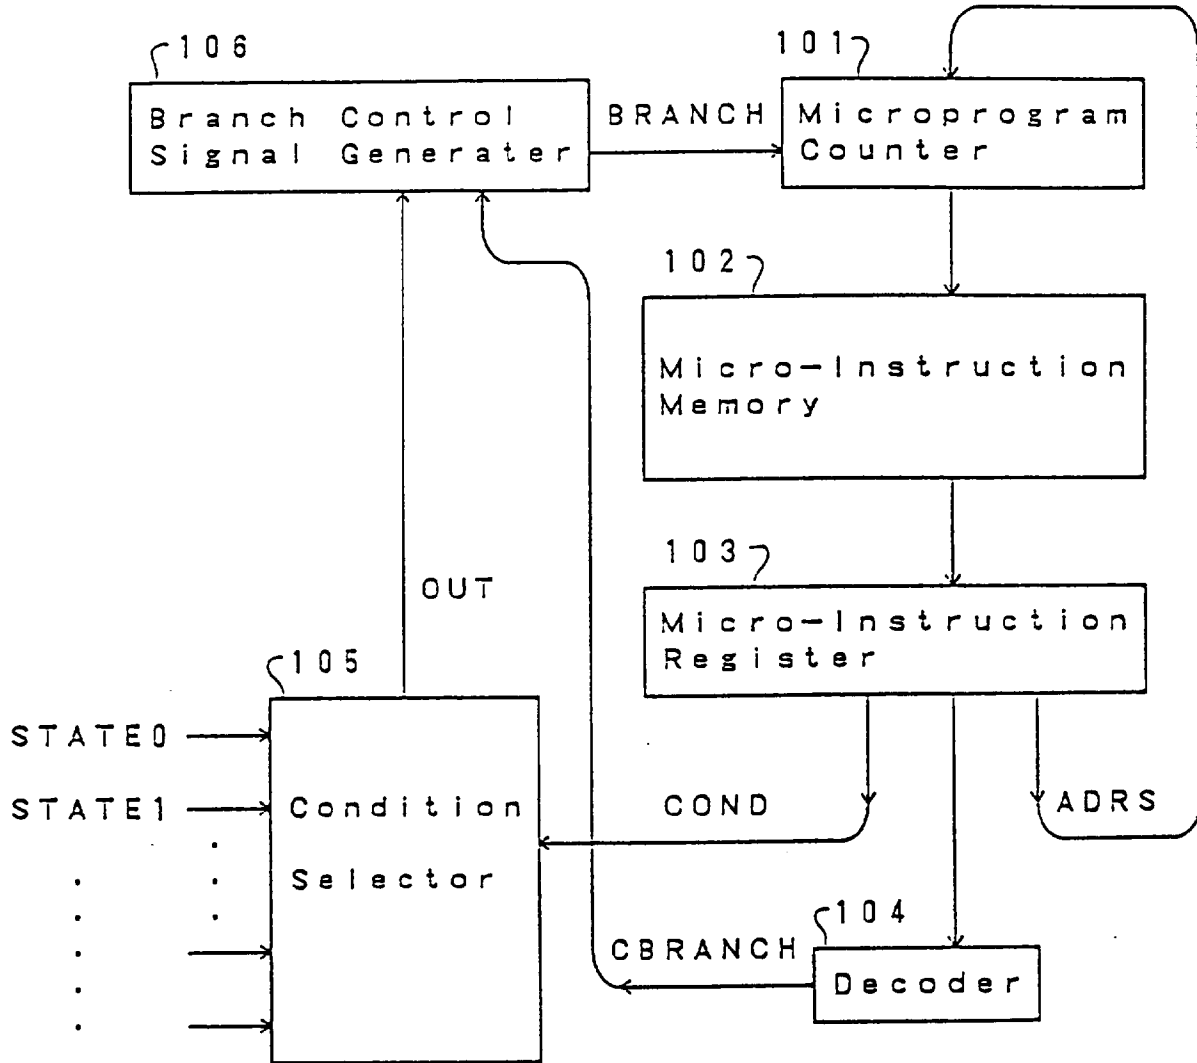 106
Branch Control
Signal Generater
BRANCH
101
Microprogram
Counter
102
Micro-Instruction
Memory
103
Micro-Instruction
Register
OUT
105
STATE0
STATE1
Condition
Selector
COND
ADRS
104
CBRANCH
Decoder